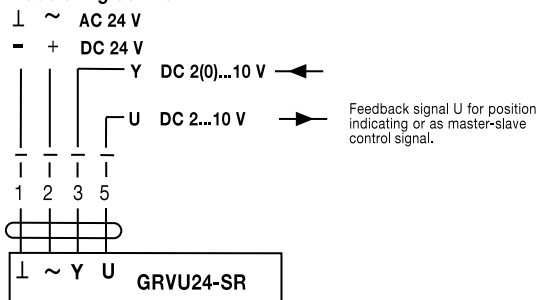 ⊥ ~ AC 24 V
- + DC 24 V
Y DC 2(0)...10 V
U DC 2...10 V
Feedback signal U for position
indicating or as master-slave
control signal.
1 2 3 5
⊥ ~ Y U
GRVU24-SR